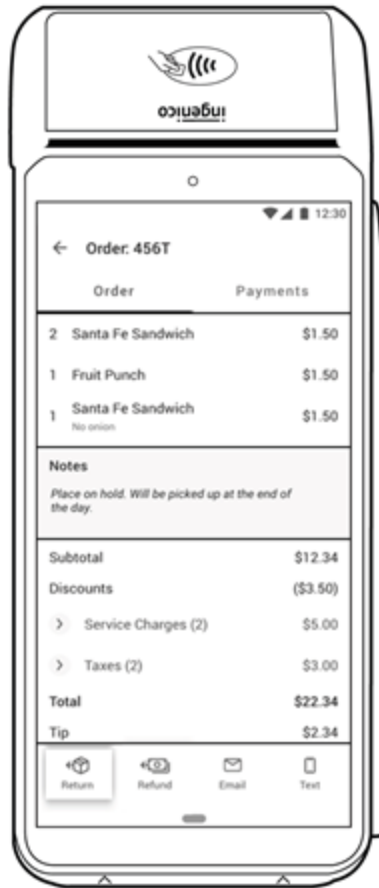 ingenico
12:30
Order: 456T
Order Payments
2 Santa Fe Sandwich $1.50
1 Fruit Punch $1.50
1 Santa Fe Sandwich $1.50
No onion
Notes
Place on hold. Will be picked up at the end of
the day.
Subtotal $12.34
Discounts ($3.50)
Service Charges (2) $5.00
Taxes (2) $3.00
Total $22.34
Tip $2.34
Return Refund Email Text